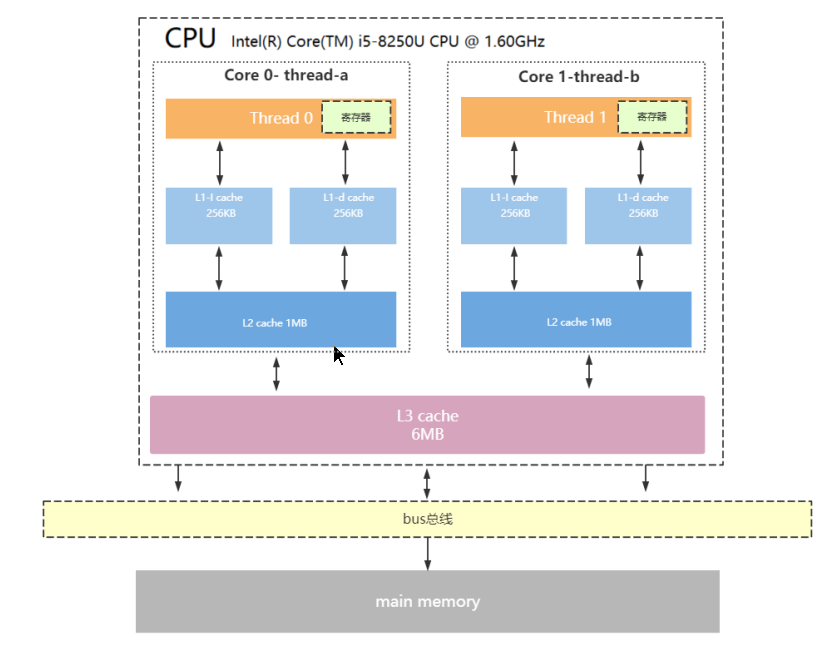 CPU Intel(R) Core(TM) i5-8250U CPU @ 1.60GHz
Core 0- thread-a
Core 1-thread-b
Thread 0
寄存器
Thread 1
寄存器
L1-I cache
256KB
L1-d cache
256KB
L1-I cache
256KB
L1-d cache
256KB
L2 cache 1MB
L2 cache 1MB
L3 cache
6MB
bus总线
main memory